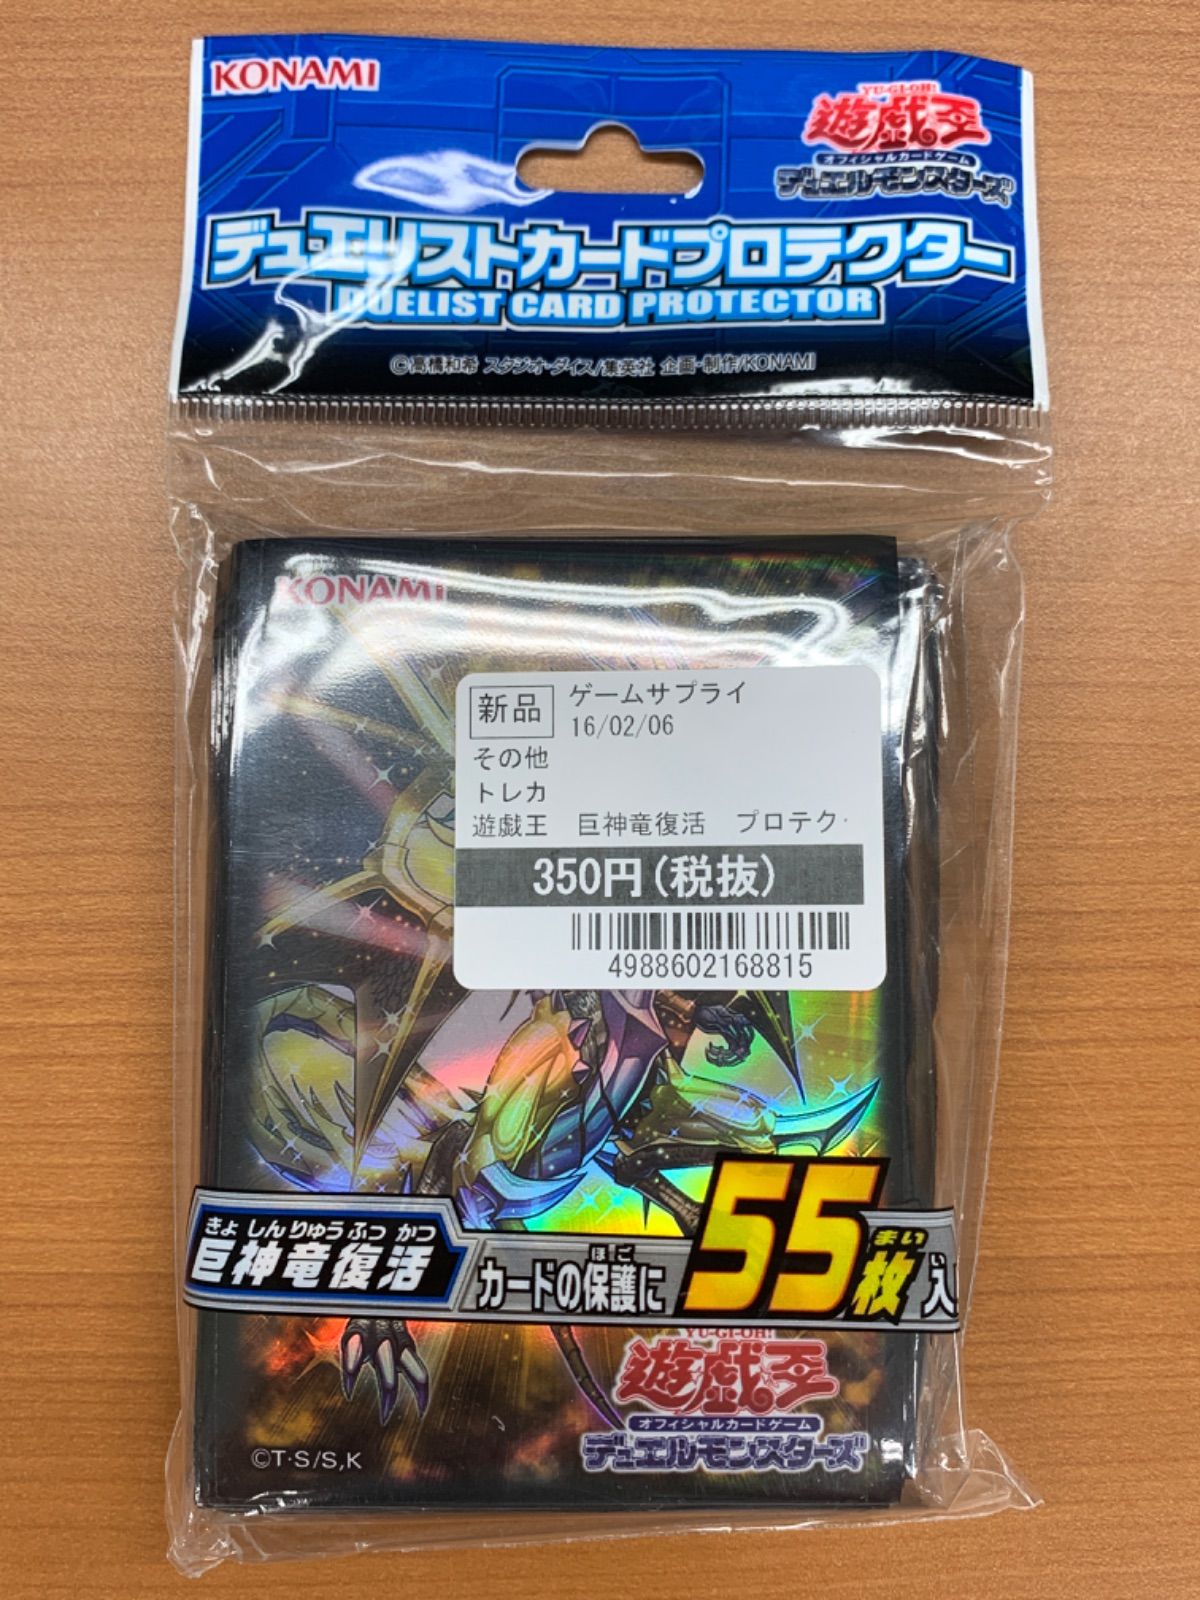 KONAMI
YU-GI-OH!
遊戯王
オフィシャルカードゲーム
デュエルモンスターズ
デュエリストカードプロテクター
DUELIST CARD PROTECTOR
©高橋和希 スタジオ・ダイス/集英社 企画・制作/KONAMI
KONAMI
新品 ゲームサプライ
16/02/06
その他
トレカ
遊戯王 巨神竜復活 プロテク
350円(税抜)
4988602168815
きょ しん りゅう ふっ かつ
巨神竜復活
ほご
カードの保護に
まい
い
55枚入
YU-GI-OH!
遊戯王
オフィシャルカードゲーム
デュエルモンスターズ
©T・S/S,K